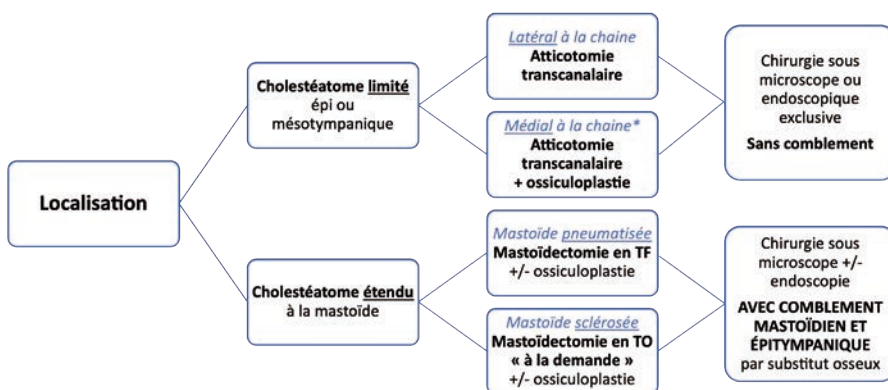 Localisation
Cholestéatome limité
épi ou
mésotympanique
Cholestéatome étendu
à la mastoïde
Latéral à la chaine
Atticotomie
transcanalaire
Médial à la chaine*
Atticotomie
transcanalaire
+ ossiculoplastie
Mastoïde pneumatisée
Mastoïdectomie en TF
+/- ossiculoplastie
Mastoïde sclérosée
Mastoïdectomie en TO
« à la demande »
+/- ossiculoplastie
Chirurgie sous
microscope ou
endoscopique
exclusive
Sans comblement
Chirurgie sous
microscope +/-
endoscopie
AVEC COMBLEMENT
MASTOÏDIEN ET
ÉPITYMPANIQUE
par substitut osseux